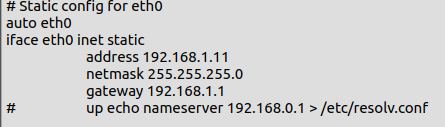 # Static config for eth0
auto eth0
iface eth0 inet static
address 192.168.1.11
netmask 255.255.255.0
gateway 192.168.1.1
# up echo nameserver 192.168.0.1 > /etc/resolv.conf